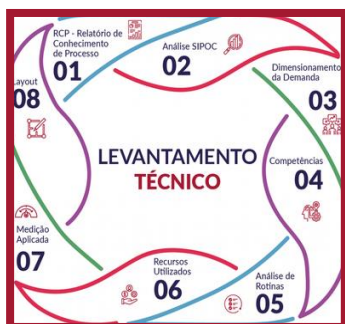 RCP - Relatório de
Conhecimento
de Processo
01
Análise SIPOC
02
Dimensionamento
da Demanda
03
Competências
04
Análise de
Rotinas
05
Recursos
Utilizados
06
Medição
Aplicada
07
Layout
08
LEVANTAMENTO
TÉCNICO